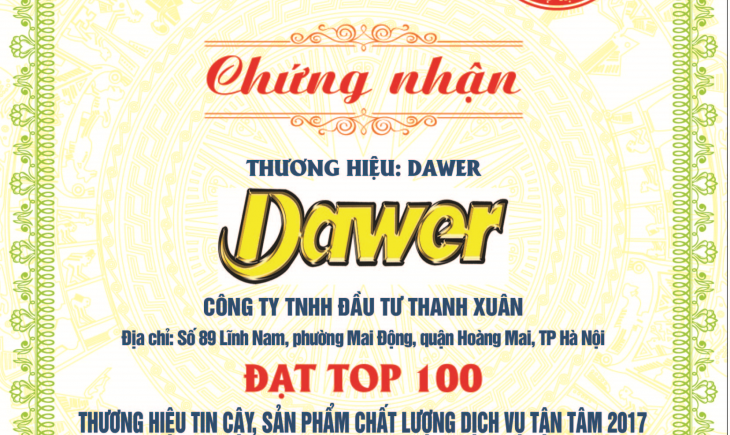 Chứng nhận
THƯƠNG HIỆU: DAWER
Dawer
CÔNG TY TNHH ĐẦU TƯ THANH XUÂN
Địa chỉ: Số 89 Lĩnh Nam, phường Mai Động, quận Hoàng Mai, TP Hà Nội
ĐẠT TOP 100
THƯƠNG HIỆU TIN CẬY, SẢN PHẨM CHẤT LƯỢNG DỊCH VỤ TẬN TÂM 2017